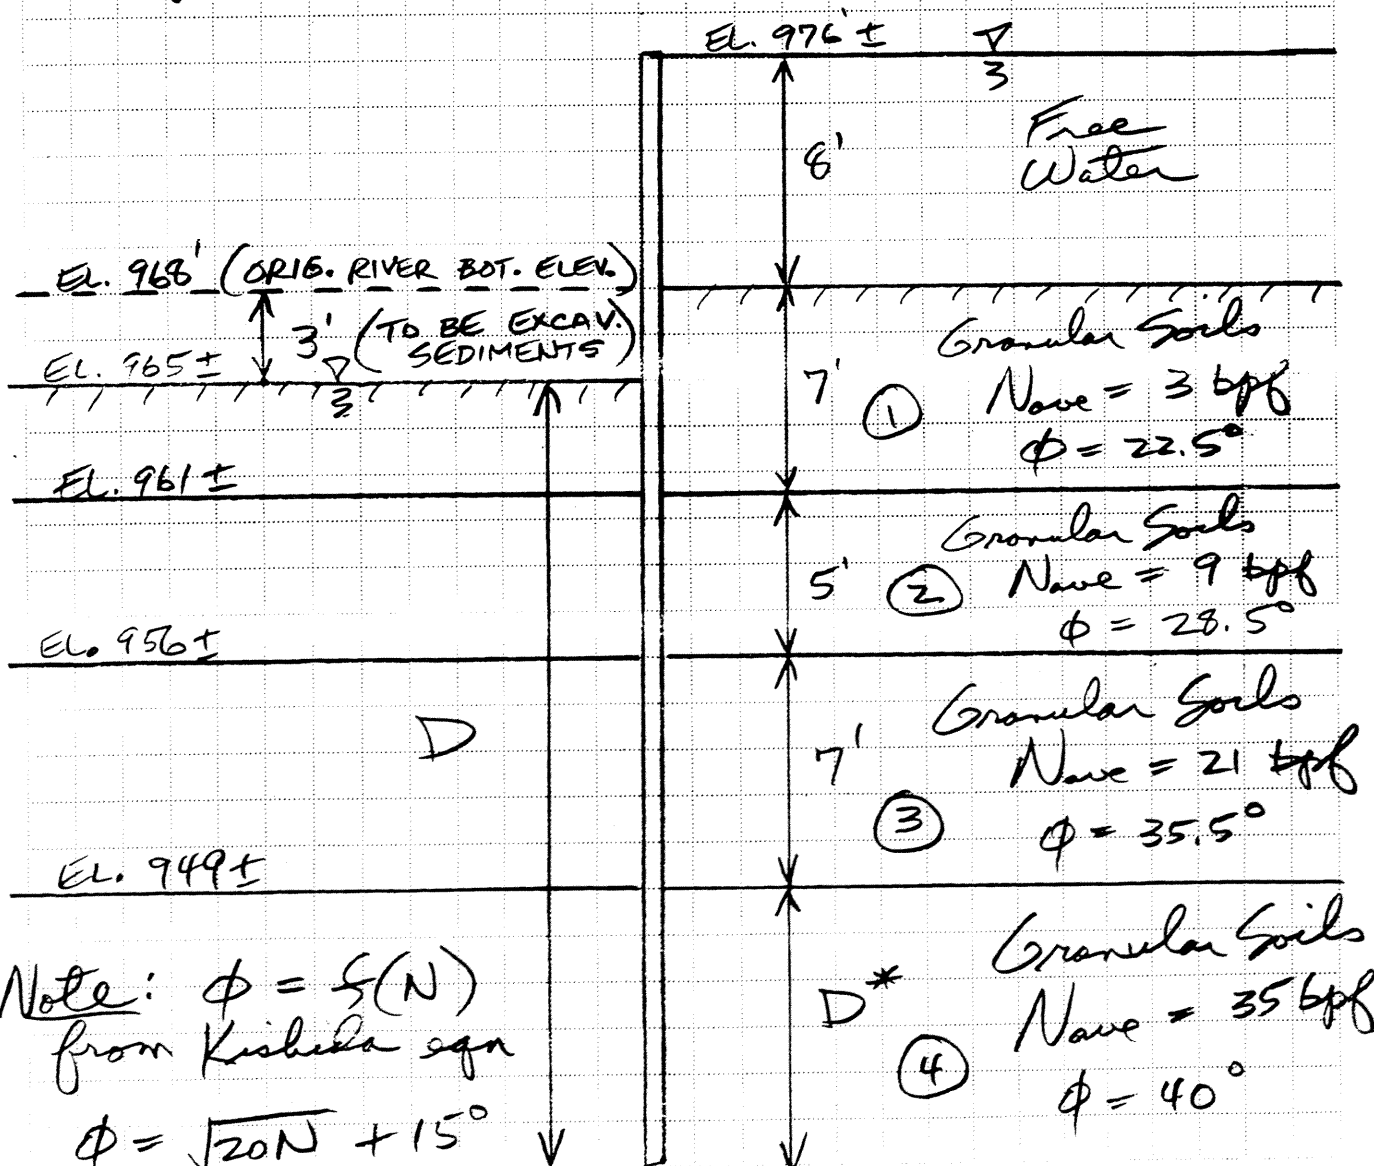 EL. 976' ±
3
Free
Water
8'
EL. 968' (ORIG. RIVER BOT. ELEV.)
3' (TO BE EXCAV. SEDIMENTS)
EL. 965 ±
3
7'
①
Granular Soils
Nave = 3 bpf
φ = 22.5°
EL. 961 ±
5'
②
Granular Soils
Nave = 9 bpf
φ = 28.5°
EL. 956 ±
D
7'
③
Granular Soils
Nave = 21 bpf
φ = 35.5°
EL. 949 ±
D*
④
Granular Soils
Nave = 35 bpf
φ = 40°
Note: φ = f(N)
from Kishida eqn
φ = √20N + 15°